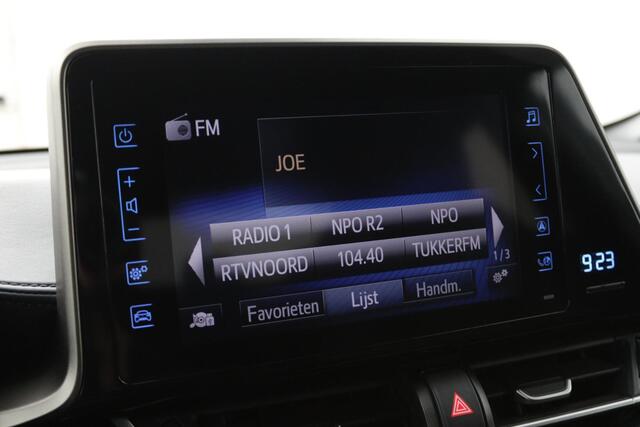 FM
JOE
RADIO 1 NPO R2 NPO
RTVNOORD 104.40 TUKKERFM
1/3
Favorieten Lijst Handm.
9:23